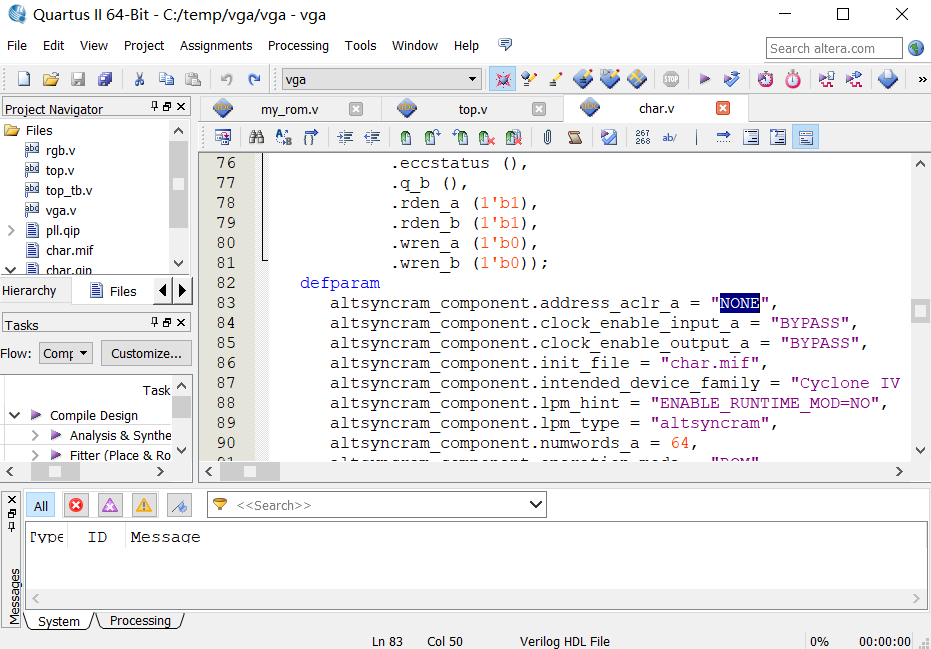 Quartus II 64-Bit - C:/temp/vga/vga - vga
File Edit View Project Assignments Processing Tools Window Help
Search altera.com
vga
Project Navigator
Files
rgb.v
top.v
top_tb.v
vga.v
pll.qip
char.mif
char.qip
Hierarchy Files
Tasks
Flow: Comp Customize...
Task
Compile Design
Analysis & Synthe
Fitter (Place & Ro
my_rom.v top.v char.v
267
268 ab/
76 .eccstatus (),
77 .q_b (),
78 .rden_a (1'b1),
79 .rden_b (1'b1),
80 .wren_a (1'b0),
81 .wren_b (1'b0));
82 defparam
83 altsyncram_component.address_aclr_a = "NONE",
84 altsyncram_component.clock_enable_input_a = "BYPASS",
85 altsyncram_component.clock_enable_output_a = "BYPASS",
86 altsyncram_component.init_file = "char.mif",
87 altsyncram_component.intended_device_family = "Cyclone IV
88 altsyncram_component.lpm_hint = "ENABLE_RUNTIME_MOD=NO",
89 altsyncram_component.lpm_type = "altsyncram",
90 altsyncram_component.numwords_a = 64,
91 altsyncram_component.operation_mode = "ROM",
All <<Search>>
Type ID Message
Messages
System Processing
Ln 83 Col 50 Verilog HDL File 0% 00:00:00